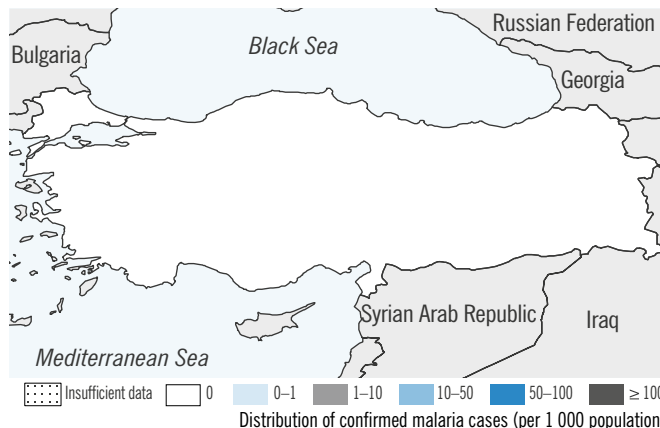 Russian Federation
Black Sea
Bulgaria
Georgia
Syrian Arab Republic
Iraq
Mediterranean Sea
Insufficient data 0 0–1 1–10 10–50 50–100 ≥ 100
Distribution of confirmed malaria cases (per 1 000 population